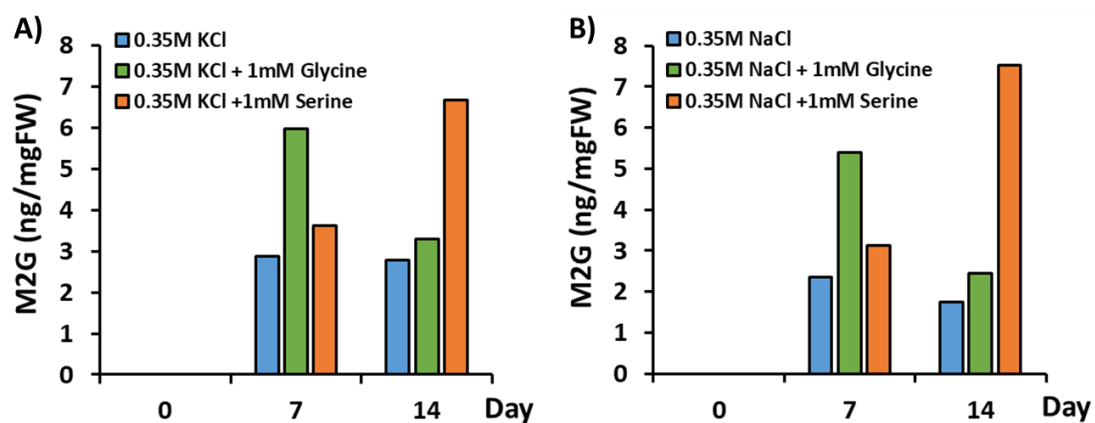 A)
M2G (ng/mgFW)
8
7
6
5
4
3
2
1
0
0.35M KCl
0.35M KCl + 1mM Glycine
0.35M KCl +1mM Serine
0 7 14 Day
B)
M2G (ng/mgFW)
8
7
6
5
4
3
2
1
0
0.35M NaCl
0.35M NaCl + 1mM Glycine
0.35M NaCl +1mM Serine
0 7 14 Day